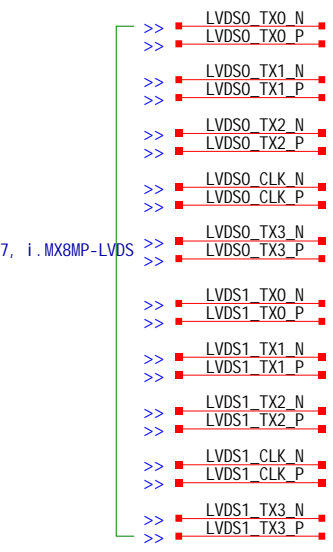 >> LVDS0_TX0_N
>> LVDS0_TX0_P
>> LVDS0_TX1_N
>> LVDS0_TX1_P
>> LVDS0_TX2_N
>> LVDS0_TX2_P
>> LVDS0_CLK_N
>> LVDS0_CLK_P
>> LVDS0_TX3_N
7, i.MX8MP-LVDS
>> LVDS0_TX3_P
>> LVDS1_TX0_N
>> LVDS1_TX0_P
>> LVDS1_TX1_N
>> LVDS1_TX1_P
>> LVDS1_TX2_N
>> LVDS1_TX2_P
>> LVDS1_CLK_N
>> LVDS1_CLK_P
>> LVDS1_TX3_N
>> LVDS1_TX3_P